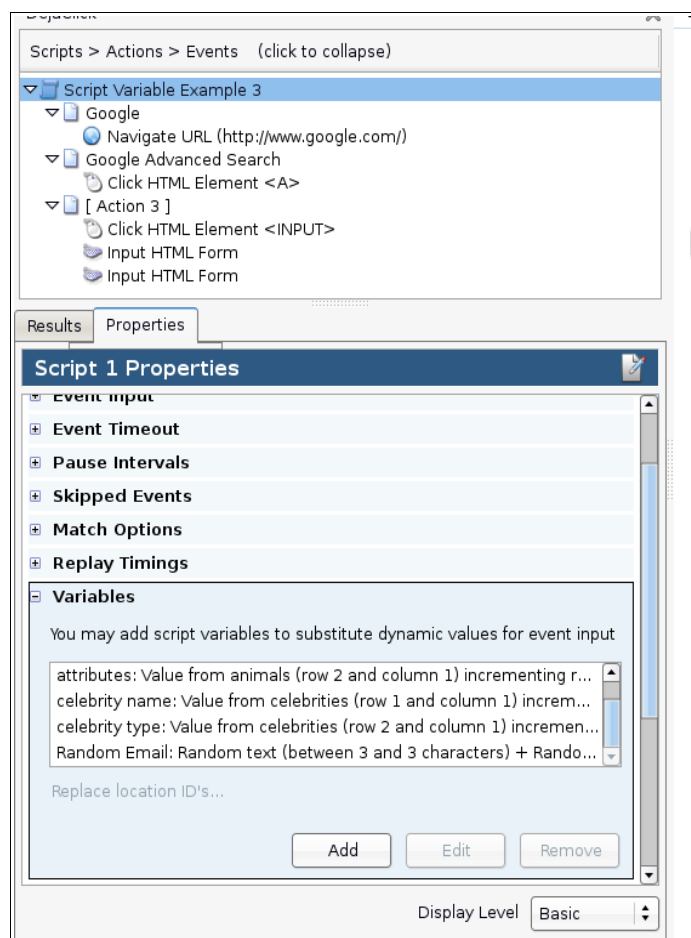 DejaClick
Scripts > Actions > Events (click to collapse)
Script Variable Example 3
Google
Navigate URL (http://www.google.com/)
Google Advanced Search
Click HTML Element <A>
[ Action 3 ]
Click HTML Element <INPUT>
Input HTML Form
Input HTML Form
Results Properties
Script 1 Properties
Event Input
Event Timeout
Pause Intervals
Skipped Events
Match Options
Replay Timings
Variables
You may add script variables to substitute dynamic values for event input
attributes: Value from animals (row 2 and column 1) incrementing r...
celebrity name: Value from celebrities (row 1 and column 1) increm...
celebrity type: Value from celebrities (row 2 and column 1) incremen...
Random Email: Random text (between 3 and 3 characters) + Rando...
Replace location ID's...
Add Edit Remove
Display Level Basic